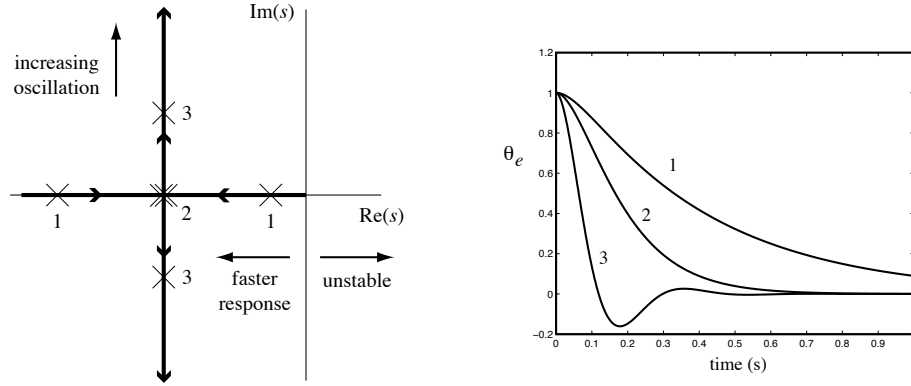 Im(s)
increasing
oscillation
3
1
2
1
Re(s)
3
faster
response
unstable
1.2
1
0.8
0.6
0.4
0.2
0
−0.2
θe
1
2
3
0 0.1 0.2 0.3 0.4 0.5 0.6 0.7 0.8 0.9 1
time (s)